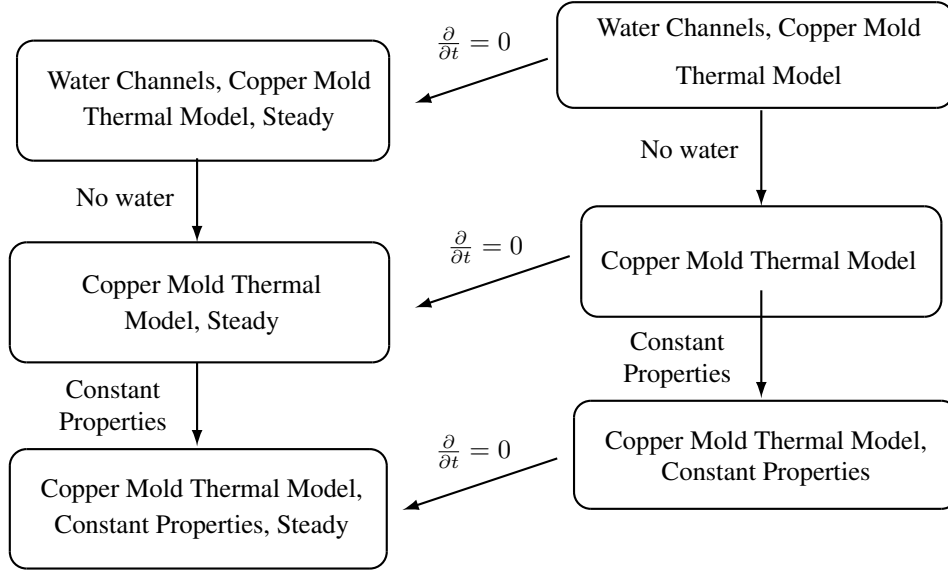 ∂/∂t = 0
Water Channels, Copper Mold
Thermal Model
Water Channels, Copper Mold
Thermal Model, Steady
No water
No water
∂/∂t = 0
Copper Mold Thermal Model
Copper Mold Thermal
Model, Steady
Constant
Properties
Constant
Properties
∂/∂t = 0
Copper Mold Thermal Model,
Constant Properties
Copper Mold Thermal Model,
Constant Properties, Steady